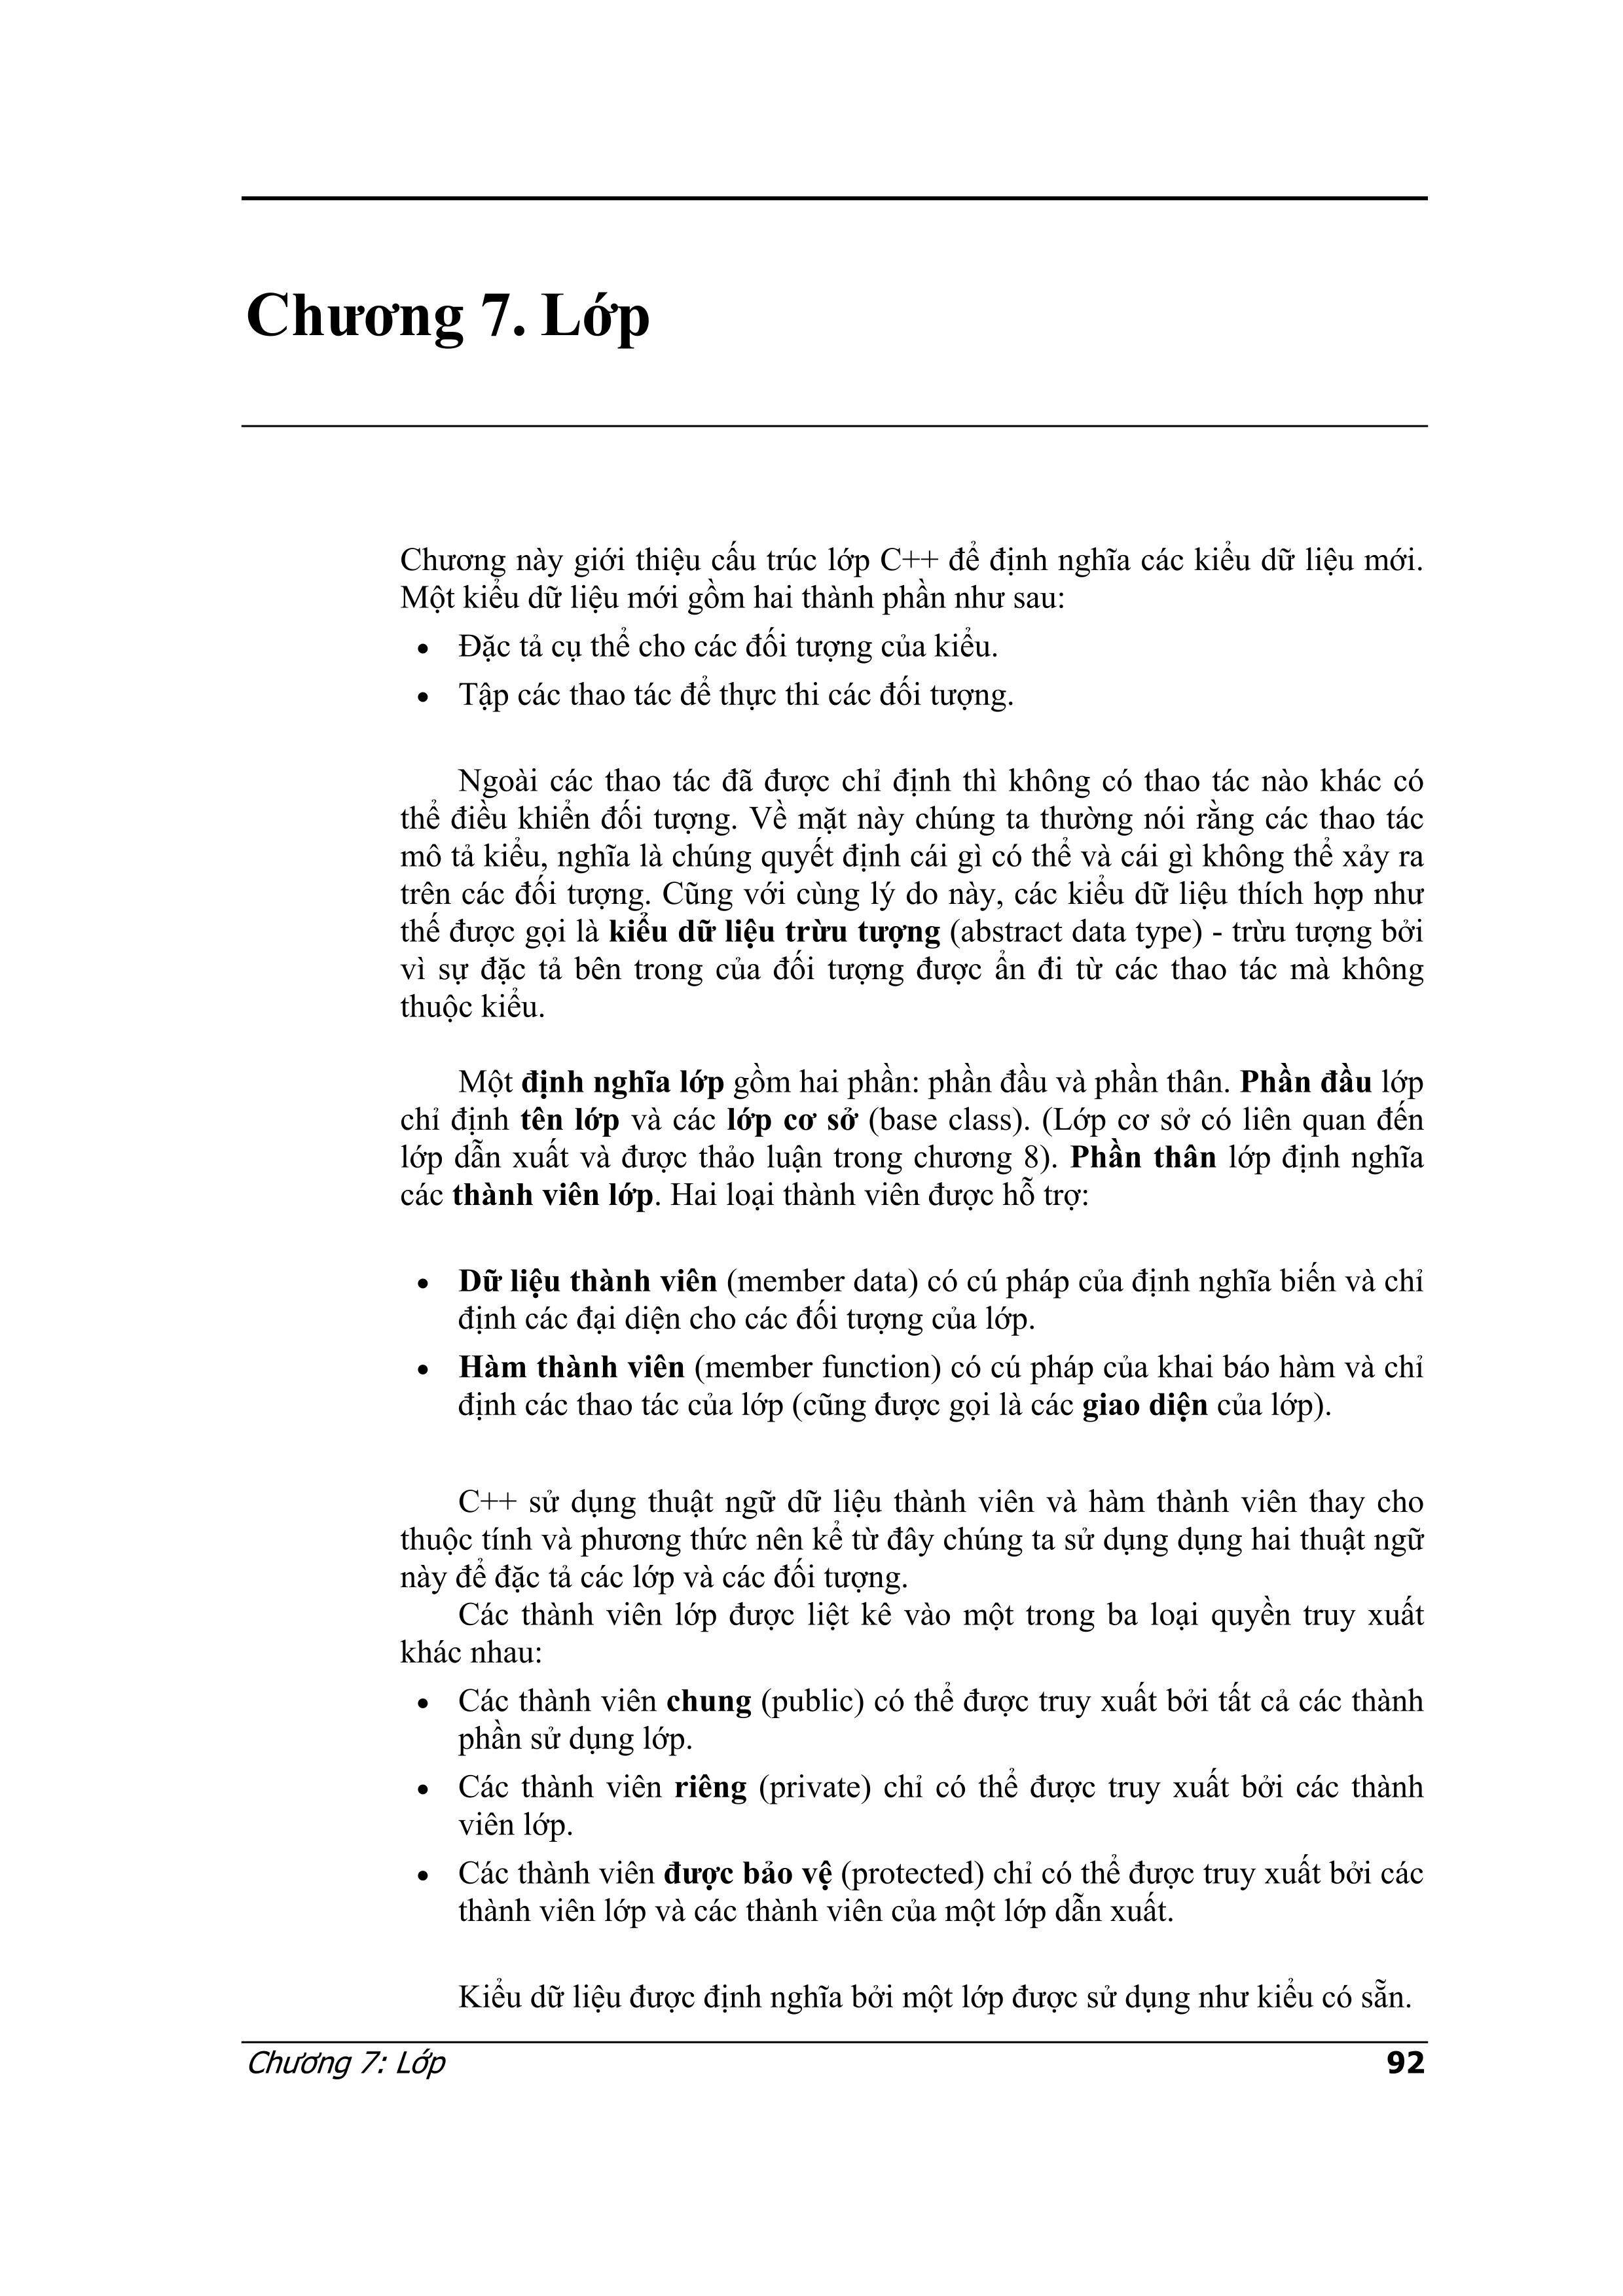 Chương 7. Lớp
Chương này giới thiệu cấu trúc lớp C++ để định nghĩa các kiểu dữ liệu mới.
Một kiểu dữ liệu mới gồm hai thành phần như sau:
• Đặc tả cụ thể cho các đối tượng của kiểu.
• Tập các thao tác để thực thi các đối tượng.
Ngoài các thao tác đã được chỉ định thì không có thao tác nào khác có
thể điều khiển đối tượng. Về mặt này chúng ta thường nói rằng các thao tác
mô tả kiểu, nghĩa là chúng quyết định cái gì có thể và cái gì không thể xảy ra
trên các đối tượng. Cũng với cùng lý do này, các kiểu dữ liệu thích hợp như
thế được gọi là kiểu dữ liệu trừu tượng (abstract data type) - trừu tượng bởi
vì sự đặc tả bên trong của đối tượng được ẩn đi từ các thao tác mà không
thuộc kiểu.
Một định nghĩa lớp gồm hai phần: phần đầu và phần thân. Phần đầu lớp
chỉ định tên lớp và các lớp cơ sở (base class). (Lớp cơ sở có liên quan đến
lớp dẫn xuất và được thảo luận trong chương 8). Phần thân lớp định nghĩa
các thành viên lớp. Hai loại thành viên được hỗ trợ:
• Dữ liệu thành viên (member data) có cú pháp của định nghĩa biến và chỉ
định các đại diện cho các đối tượng của lớp.
• Hàm thành viên (member function) có cú pháp của khai báo hàm và chỉ
định các thao tác của lớp (cũng được gọi là các giao diện của lớp).
C++ sử dụng thuật ngữ dữ liệu thành viên và hàm thành viên thay cho
thuộc tính và phương thức nên kể từ đây chúng ta sử dụng dụng hai thuật ngữ
này để đặc tả các lớp và các đối tượng.
Các thành viên lớp được liệt kê vào một trong ba loại quyền truy xuất
khác nhau:
• Các thành viên chung (public) có thể được truy xuất bởi tất cả các thành
phần sử dụng lớp.
• Các thành viên riêng (private) chỉ có thể được truy xuất bởi các thành
viên lớp.
• Các thành viên được bảo vệ (protected) chỉ có thể được truy xuất bởi các
thành viên lớp và các thành viên của một lớp dẫn xuất.
Kiểu dữ liệu được định nghĩa bởi một lớp được sử dụng như kiểu có sẵn.
Chương 7: Lớp 92